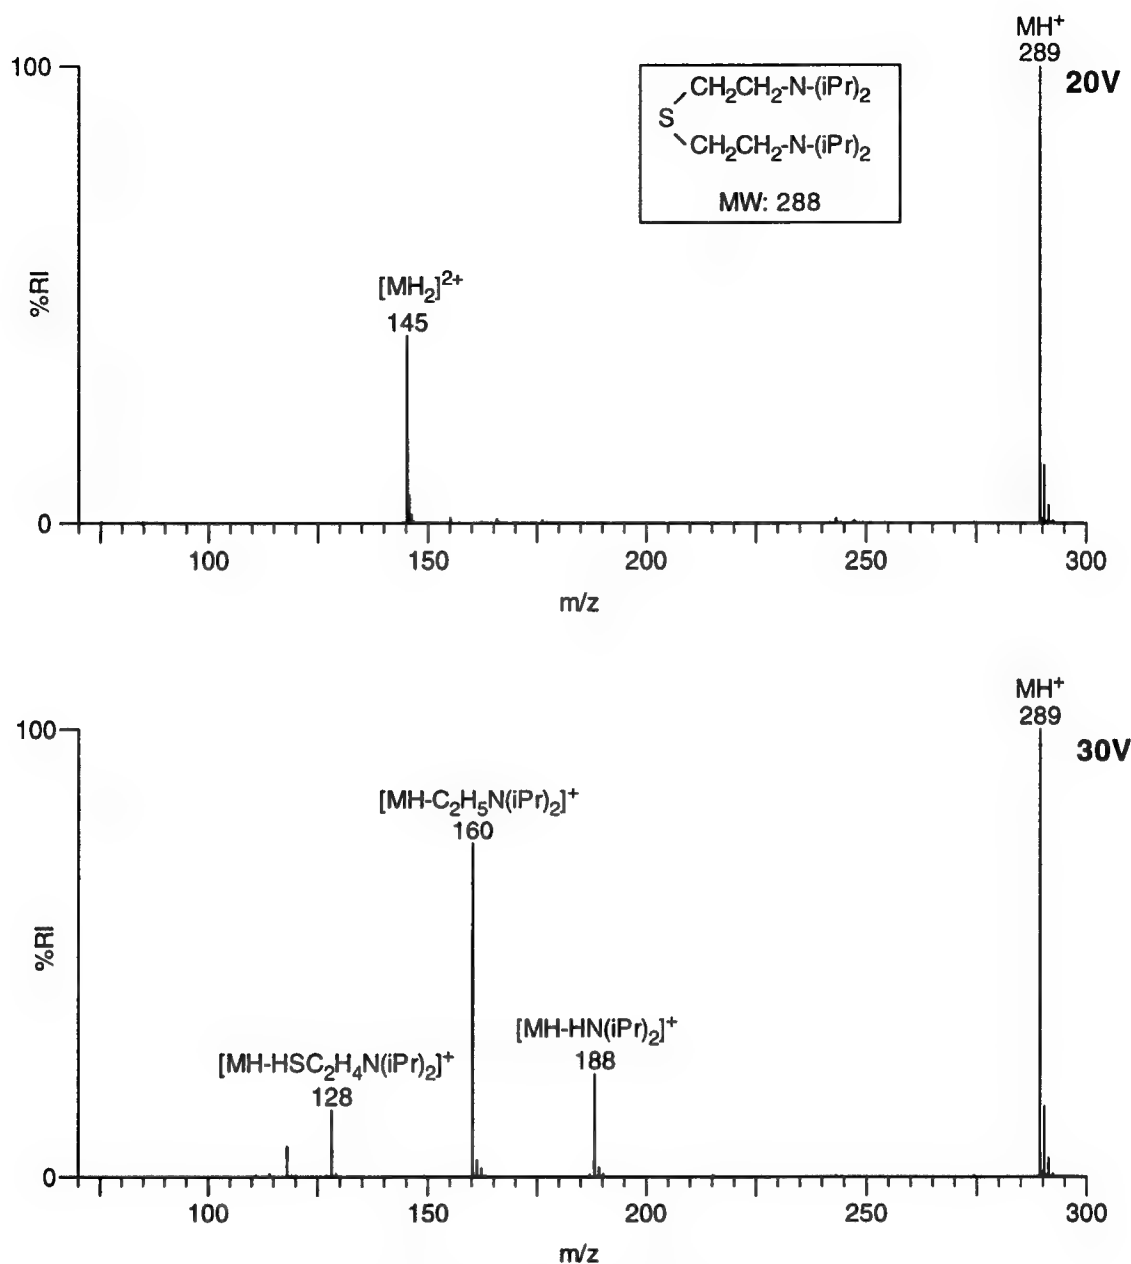 MH+
289
100
20V
CH2CH2-N-(iPr)2
S
CH2CH2-N-(iPr)2
MW: 288
[MH2]2+
145
%RI
0
100 150 200 250 300
m/z
MH+
289
100
30V
[MH-C2H5N(iPr)2]+
160
%RI
[MH-HN(iPr)2]+
188
[MH-HSC2H4N(iPr)2]+
128
0
100 150 200 250 300
m/z